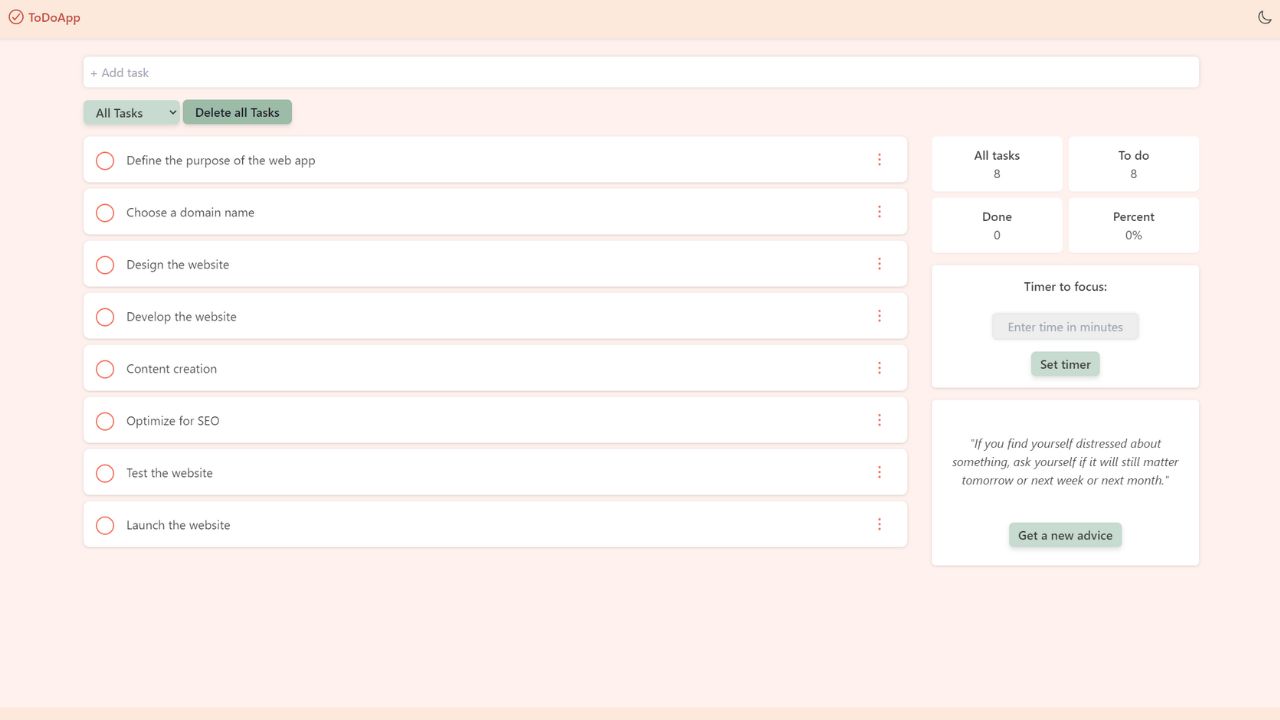 ToDoApp
+ Add task
All Tasks
Delete all Tasks
Define the purpose of the web app
Choose a domain name
Design the website
Develop the website
Content creation
Optimize for SEO
Test the website
Launch the website
All tasks
8
To do
8
Done
0
Percent
0%
Timer to focus:
Enter time in minutes
Set timer
"If you find yourself distressed about
something, ask yourself if it will still matter
tomorrow or next week or next month."
Get a new advice